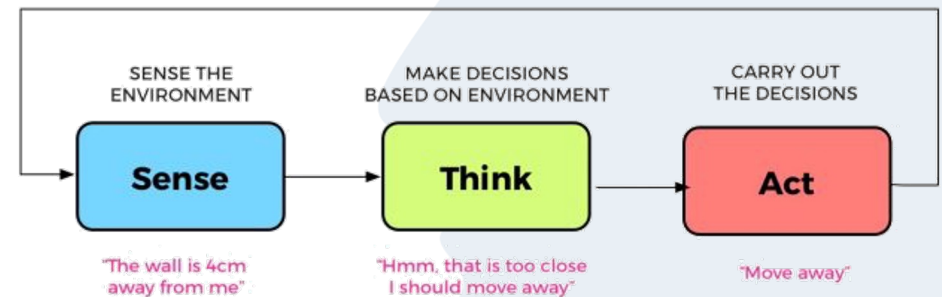 SENSE THE
ENVIRONMENT
MAKE DECISIONS
BASED ON ENVIRONMENT
CARRY OUT
THE DECISIONS
Sense
Think
Act
"The wall is 4cm
away from me"
"Hmm, that is too close
I should move away"
"Move away"